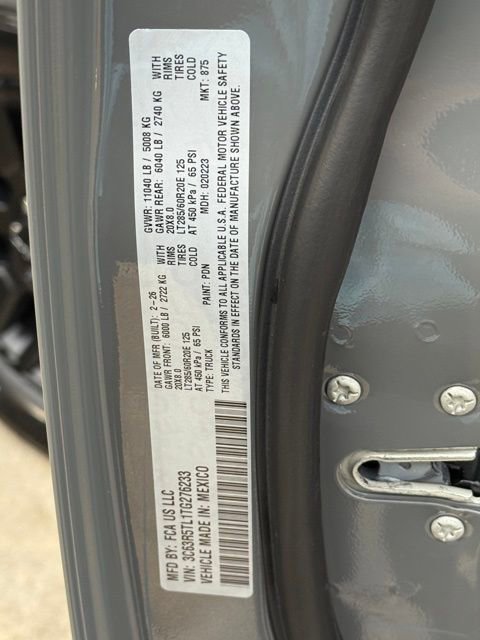 MFD BY: FCA US LLC
VIN: 3C63R5TL1TG276233
VEHICLE MADE IN: MEXICO
DATE OF MFR (BUILT): 2-26 GVWR: 11040 LB / 5008 KG
GAWR FRONT: 6000 LB / 2722 KG WITH GAWR REAR: 6040 LB / 2740 KG WITH
20X8.0 RIMS 20X8.0 RIMS
LT285/60R20E 125 TIRES LT285/60R20E 125 TIRES
AT 450 kPa / 65 PSI COLD AT 450 kPa / 65 PSI COLD
TYPE: TRUCK PAINT: PDN MDH: 020223 MKT: 875
THIS VEHICLE CONFORMS TO ALL APPLICABLE U.S.A. FEDERAL MOTOR VEHICLE SAFETY
STANDARDS IN EFFECT ON THE DATE OF MANUFACTURE SHOWN ABOVE.